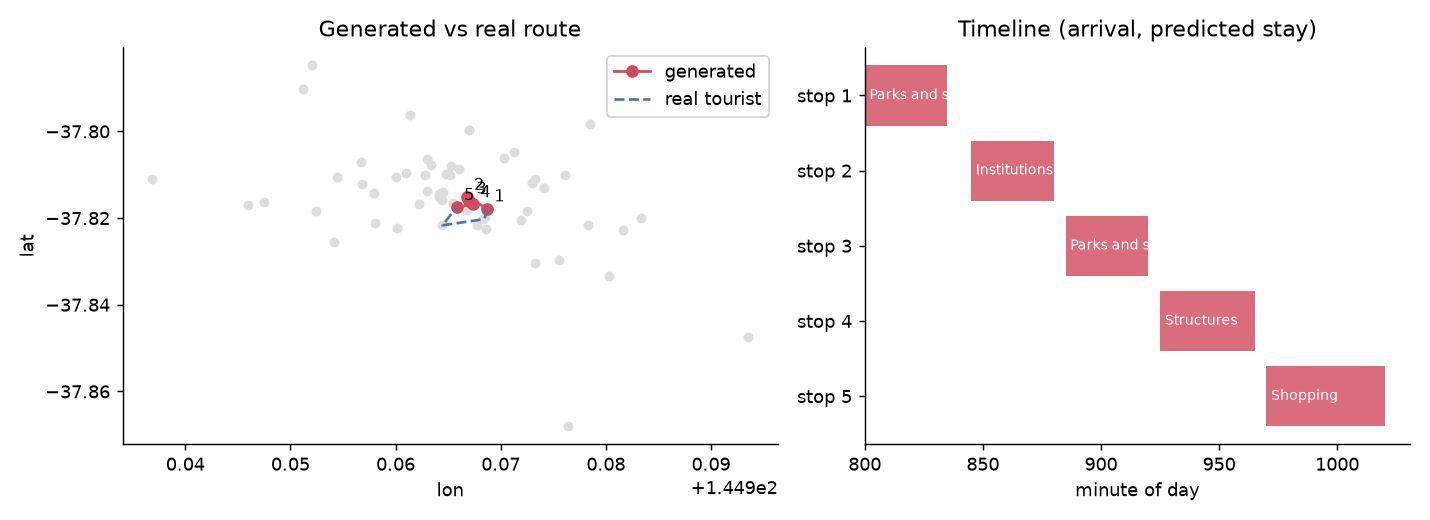 Generated vs real route
generated
real tourist
−37.80
−37.82
−37.84
−37.86
lat
2
3
4
5
1
0.04
0.05
0.06
0.07
0.08
0.09
+1.449e2
lon
Timeline (arrival, predicted stay)
stop 1
Parks and s
stop 2
Institutions
stop 3
Parks and s
stop 4
Structures
stop 5
Shopping
800
850
900
950
1000
minute of day